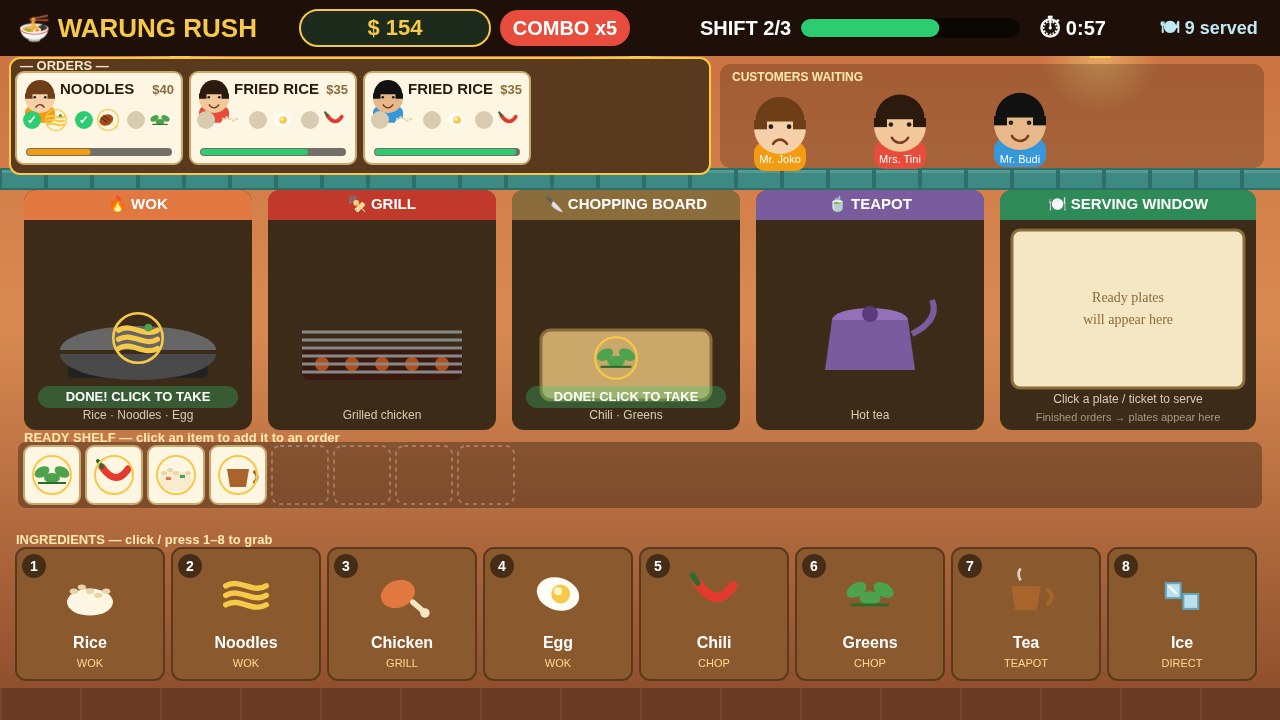 WARUNG RUSH
$ 154
COMBO x5
SHIFT 2/3
0:57
9 served
— ORDERS —
NOODLES $40
FRIED RICE $35
FRIED RICE $35
CUSTOMERS WAITING
Mr. Joko
Mrs. Tini
Mr. Budi
WOK
GRILL
CHOPPING BOARD
TEAPOT
SERVING WINDOW
Ready plates
will appear here
DONE! CLICK TO TAKE
Rice · Noodles · Egg
Grilled chicken
DONE! CLICK TO TAKE
Chili · Greens
Hot tea
Click a plate / ticket to serve
Finished orders → plates appear here
READY SHELF — click an item to add it to an order
INGREDIENTS — click / press 1–8 to grab
1
Rice
WOK
2
Noodles
WOK
3
Chicken
GRILL
4
Egg
WOK
5
Chili
CHOP
6
Greens
CHOP
7
Tea
TEAPOT
8
Ice
DIRECT